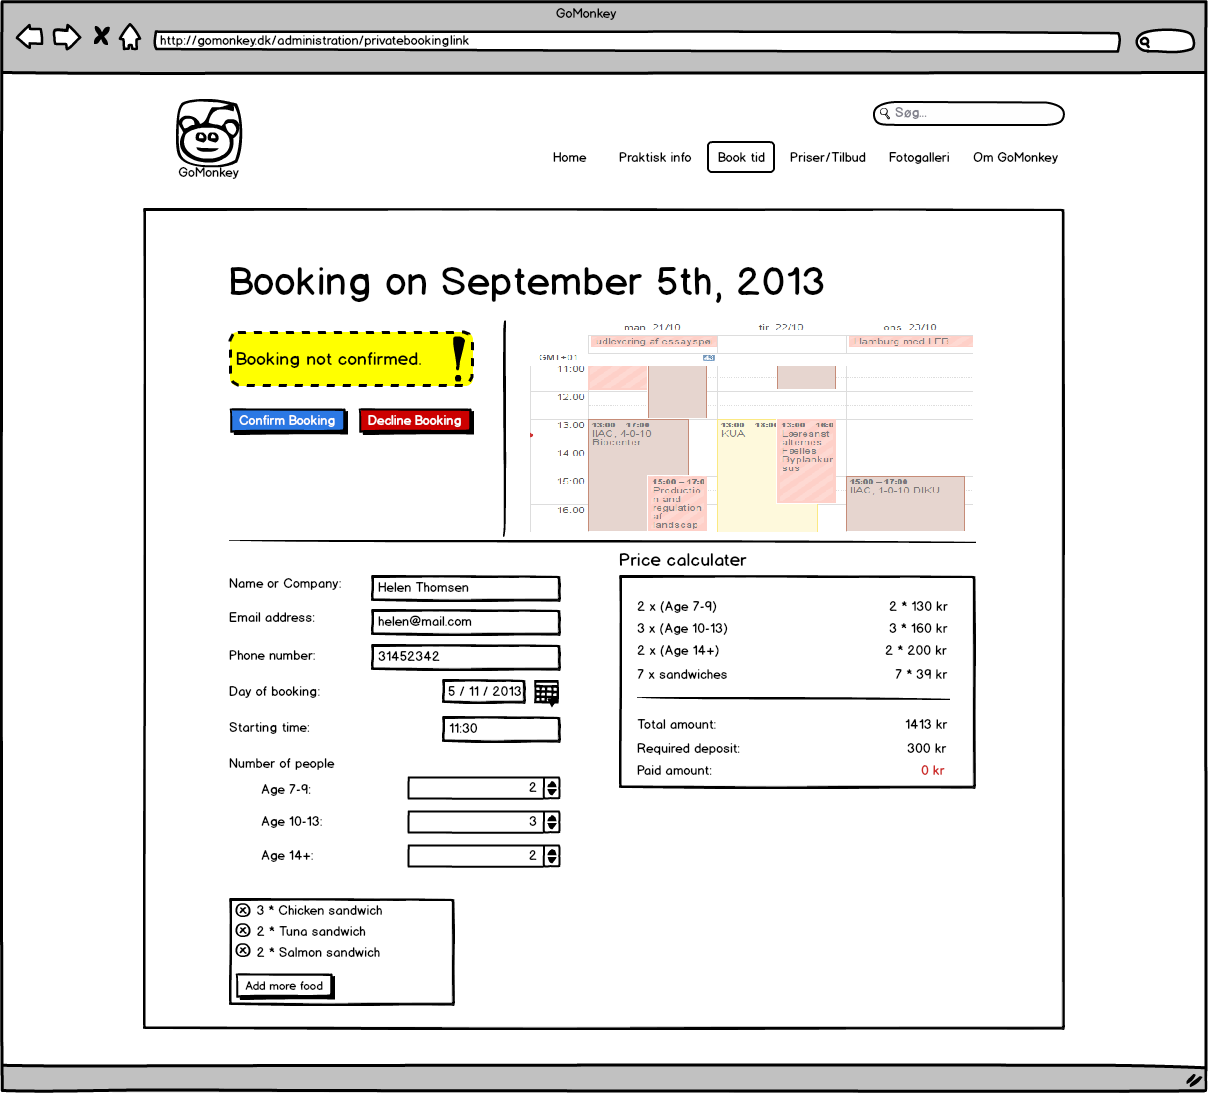 GoMonkey
http://gomonkey.dk/administration/privatebookinglink
Søg...
GoMonkey
Home Praktisk info Book tid Priser/Tilbud Fotogalleri Om GoMonkey
Booking on September 5th, 2013
Booking not confirmed. !
Confirm Booking Decline Booking
man. 21/10 tir. 22/10 ons. 23/10
udlevering af essayspø Hamburg med LFB
GMT+01
11:00
12:00
13:00
14:00
15:00
16:00
13:00 – 17:00
IIAC, 4-0-10
Biocenter
15:00 – 17:0
Productio
n and
regulation
af
landscap
13:00 – 18:00
KUA
13:00 – 16:0
Læreanst
alternes
Fælles
Byplankur
sus
15:00 – 17:00
IIAC, 1-0-10 DIKU
Name or Company: Helen Thomsen
Email address: helen@mail.com
Phone number: 31452342
Day of booking: 5 / 11 / 2013
Starting time: 11:30
Number of people
Age 7-9: 2
Age 10-13: 3
Age 14+: 2
3 * Chicken sandwich
2 * Tuna sandwich
2 * Salmon sandwich
Add more food
Price calculater
2 x (Age 7-9) 2 * 130 kr
3 x (Age 10-13) 3 * 160 kr
2 x (Age 14+) 2 * 200 kr
7 x sandwiches 7 * 39 kr
Total amount: 1413 kr
Required deposit: 300 kr
Paid amount: 0 kr